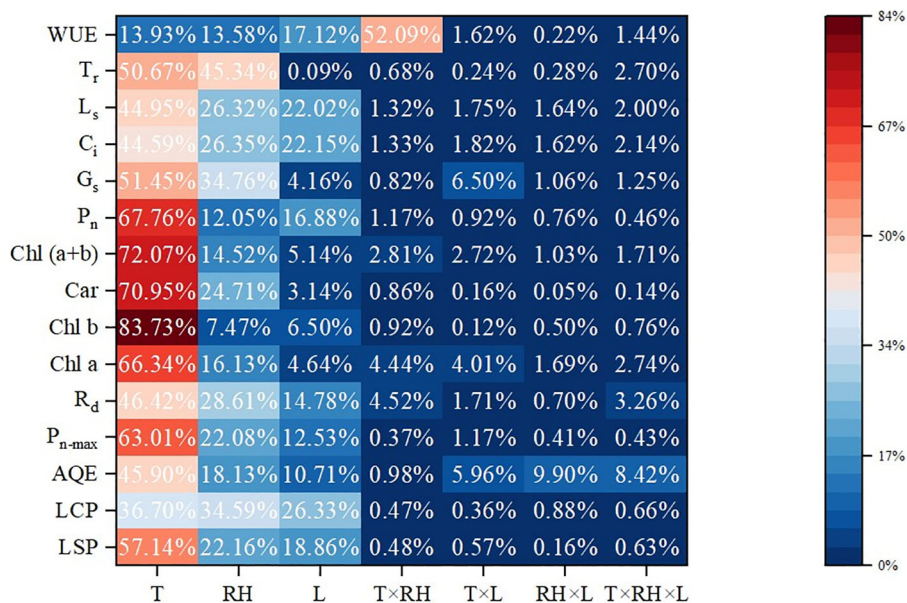 WUE 13.93% 13.58% 17.12% 52.09% 1.62% 0.22% 1.44%
Tr 50.67% 45.34% 0.09% 0.68% 0.24% 0.28% 2.70%
Ls 44.95% 26.32% 22.02% 1.32% 1.75% 1.64% 2.00%
Ci 44.59% 26.35% 22.15% 1.33% 1.82% 1.62% 2.14%
Gs 51.45% 34.76% 4.16% 0.82% 6.50% 1.06% 1.25%
Pn 67.76% 12.05% 16.88% 1.17% 0.92% 0.76% 0.46%
Chl (a+b) 72.07% 14.52% 5.14% 2.81% 2.72% 1.03% 1.71%
Car 70.95% 24.71% 3.14% 0.86% 0.16% 0.05% 0.14%
Chl b 83.73% 7.47% 6.50% 0.92% 0.12% 0.50% 0.76%
Chl a 66.34% 16.13% 4.64% 4.44% 4.01% 1.69% 2.74%
Rd 46.42% 28.61% 14.78% 4.52% 1.71% 0.70% 3.26%
Pn-max 63.01% 22.08% 12.53% 0.37% 1.17% 0.41% 0.43%
AQE 45.90% 18.13% 10.71% 0.98% 5.96% 9.90% 8.42%
LCP 36.70% 34.59% 26.33% 0.47% 0.36% 0.88% 0.66%
LSP 57.14% 22.16% 18.86% 0.48% 0.57% 0.16% 0.63%
T RH L T×RH T×L RH×L T×RH×L
84%
67%
50%
34%
17%
0%